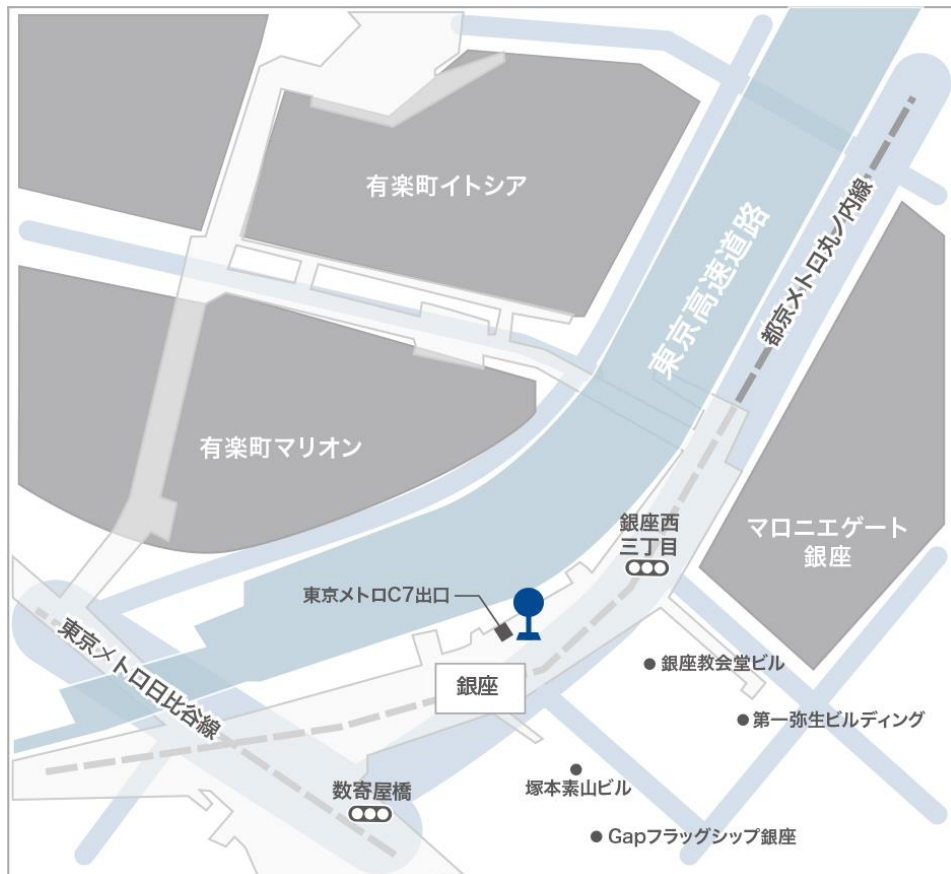 有楽町イトシア
東京高速道路
都京メトロ丸ノ内線
有楽町マリオン
銀座西
三丁目
マロニエゲート
銀座
東京メトロC7出口
東京メトロ日比谷線
銀座
銀座教会堂ビル
第一弥生ビルディング
塚本素山ビル
数寄屋橋
Gapフラッグシップ銀座